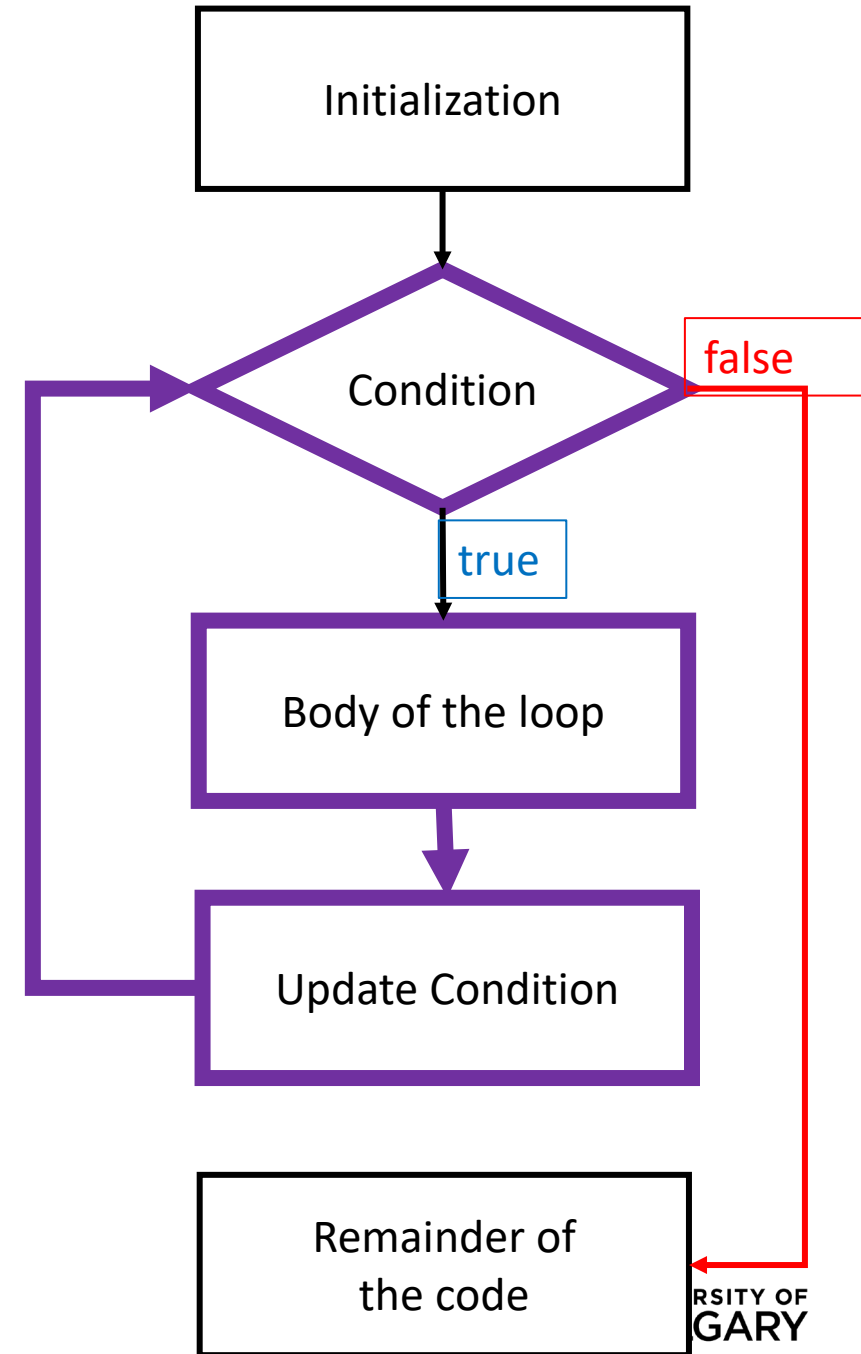 Initialization
Condition
false
true
Body of the loop
Update Condition
Remainder of
the code
RSITY OF
GARY